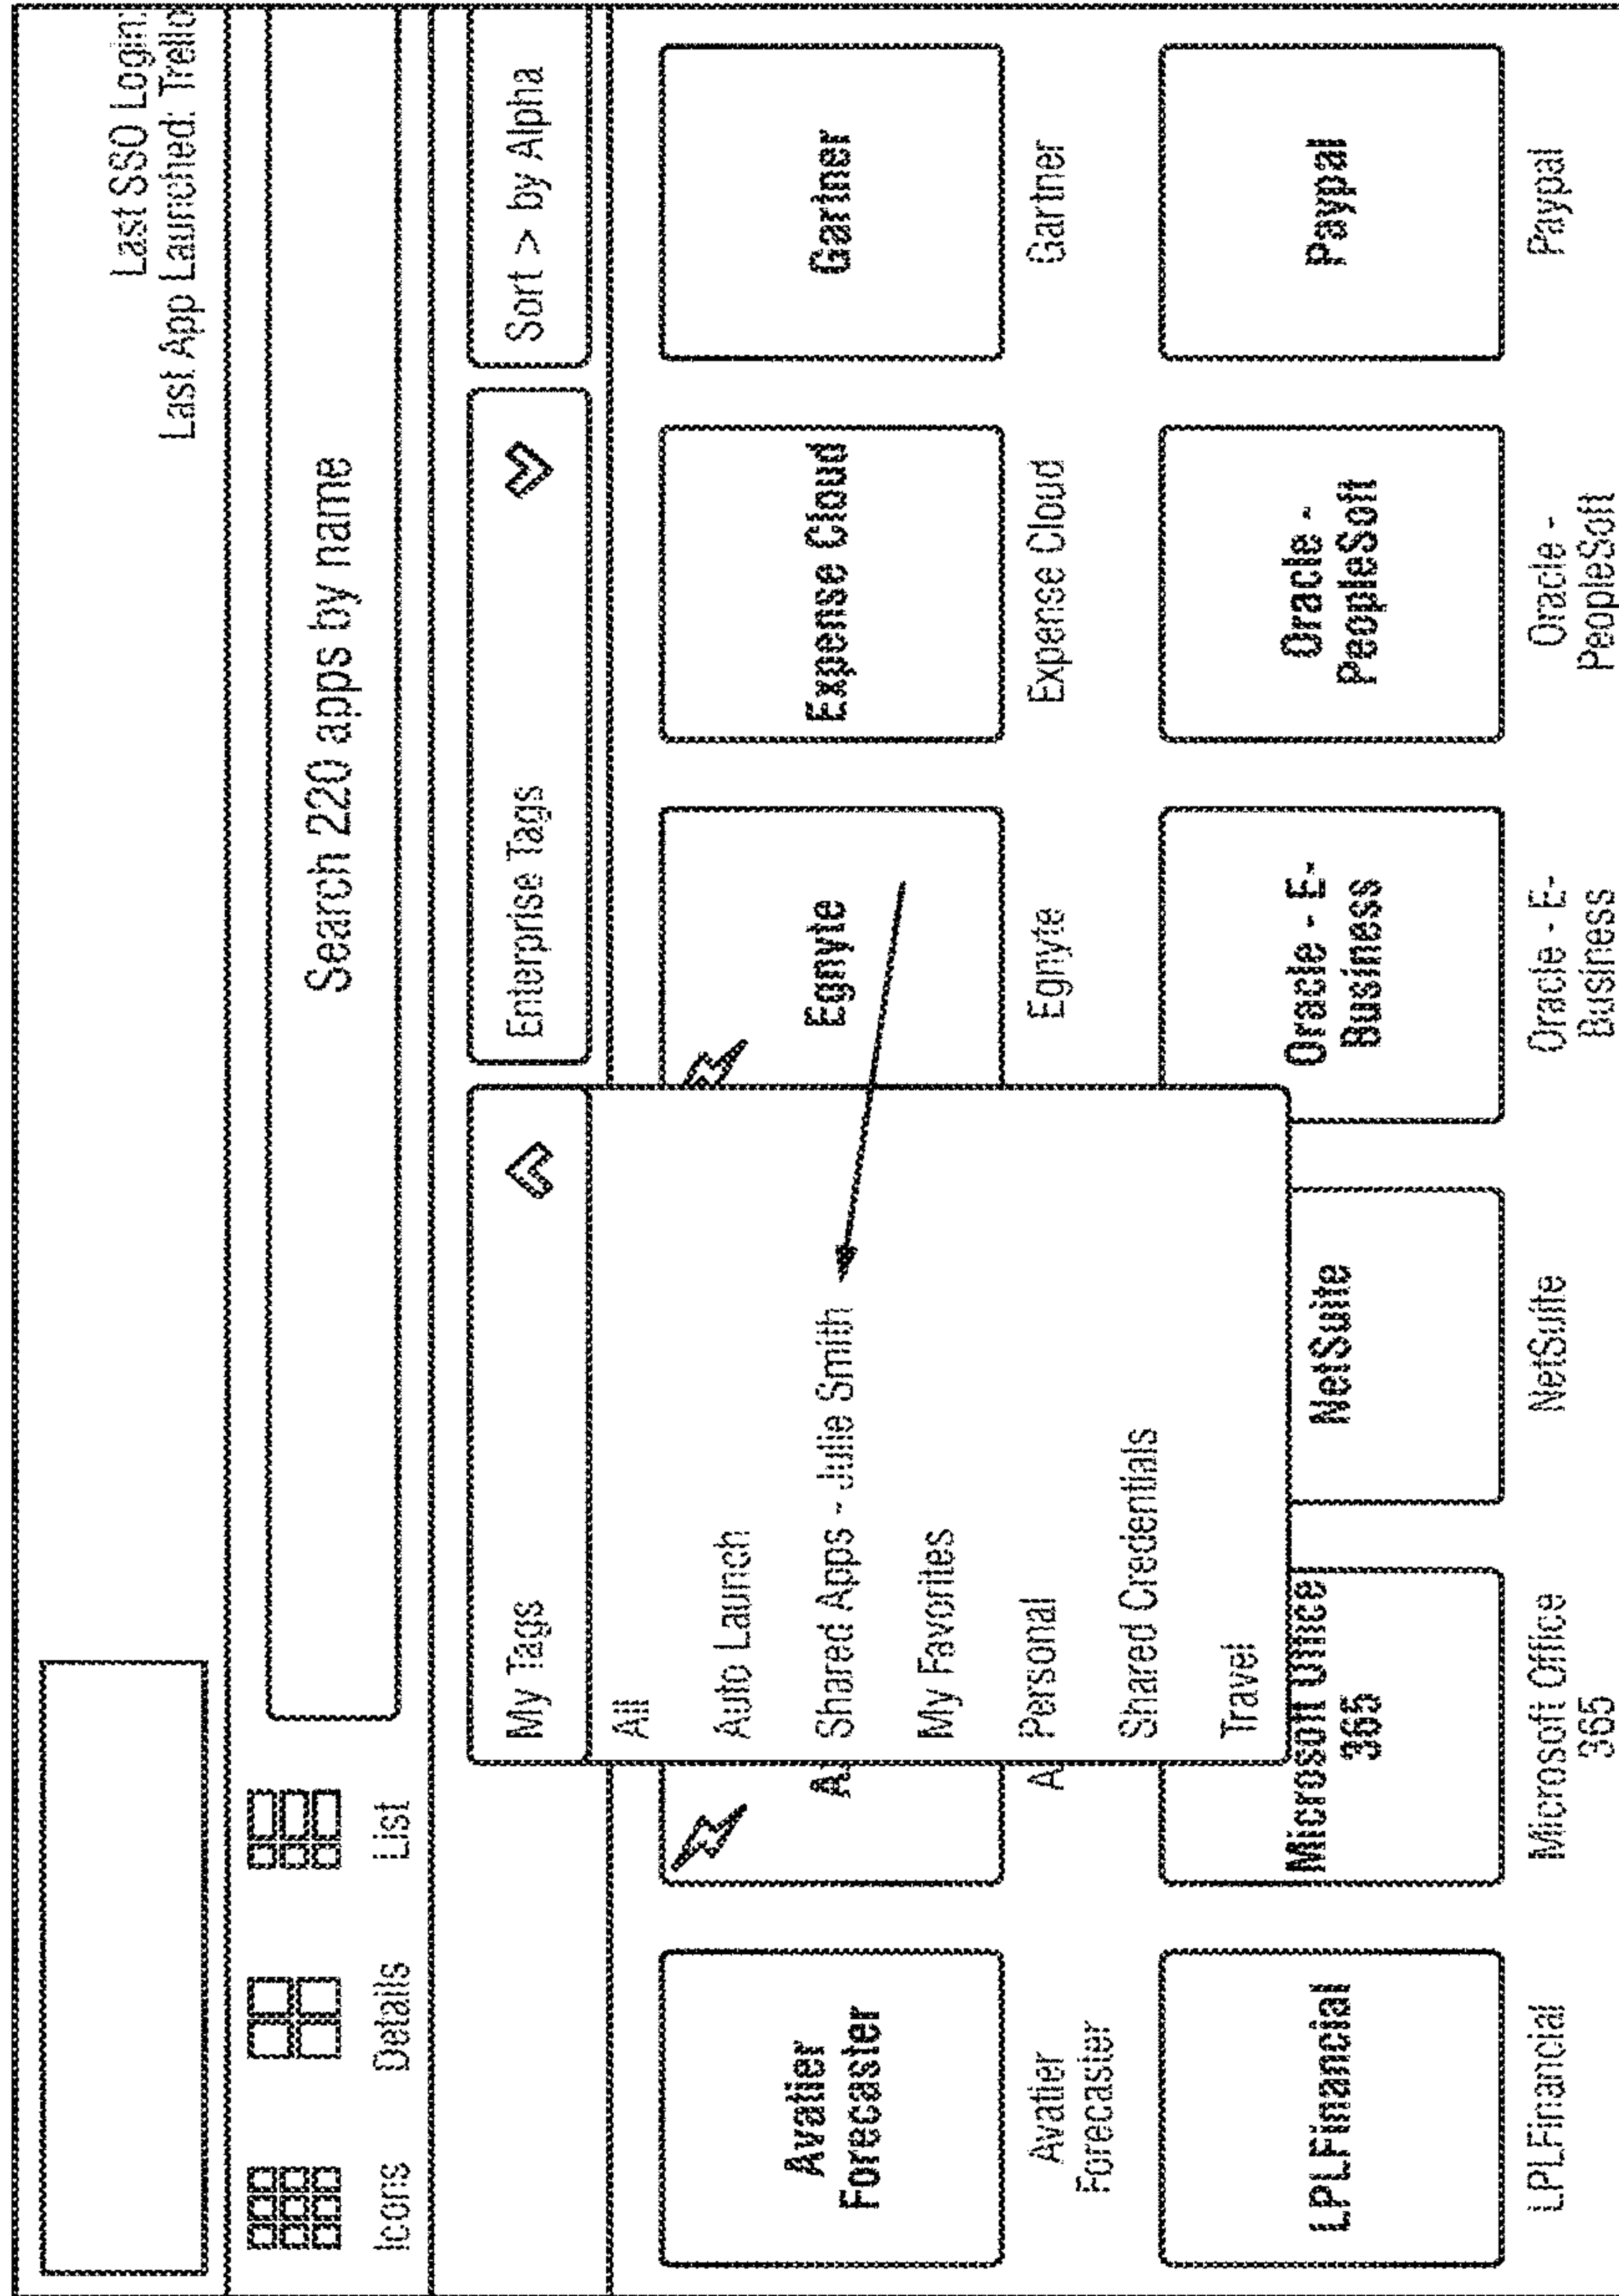 Last SSO Login:
Last App Launched: Trello
Icons
Details
List
Search 220 apps by name
My Tags
Enterprise Tags
Sort > by Alpha
All
Auto Launch
Shared Apps - Julie Smith
My Favorites
Personal
Shared Credentials
Travel
Avatier
Forecaster
A
Egnyte
Expense Cloud
Gartner
Avatier
Forecaster
A
Egnyte
Expense Cloud
Gartner
LPLFinancial
Microsoft Office
365
NetSuite
Oracle - E-
Business
Oracle -
PeopleSoft
Paypal
LPLFinancial
Microsoft Office
365
NetSuite
Oracle - E-
Business
Oracle -
PeopleSoft
Paypal